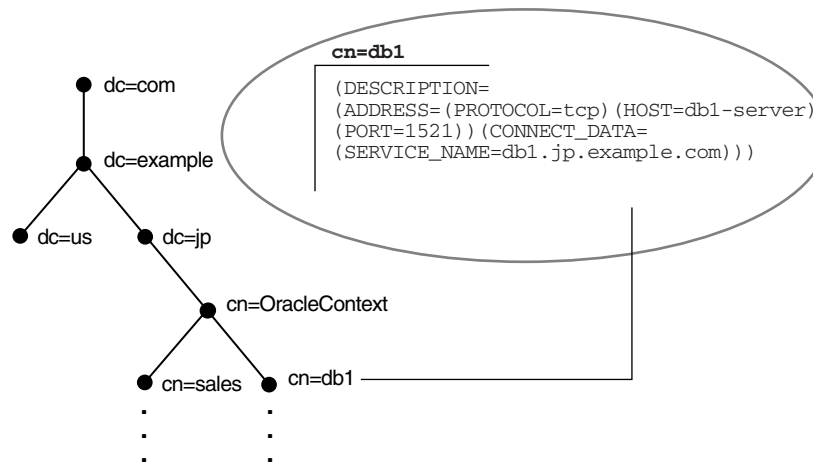 cn=db1
(DESCRIPTION=
(ADDRESS=(PROTOCOL=tcp)(HOST=db1-server)
(PORT=1521))(CONNECT_DATA=
(SERVICE_NAME=db1.jp.example.com)))
dc=com
dc=example
dc=us
dc=jp
cn=OracleContext
cn=sales
cn=db1